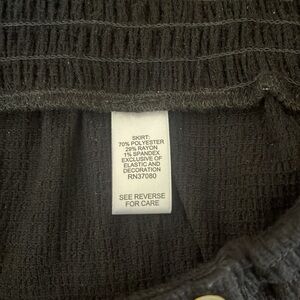 SKIRT:
70% POLYESTER
29% RAYON
1% SPANDEX
EXCLUSIVE OF
ELASTIC AND
DECORATION
RN37080
SEE REVERSE
FOR CARE